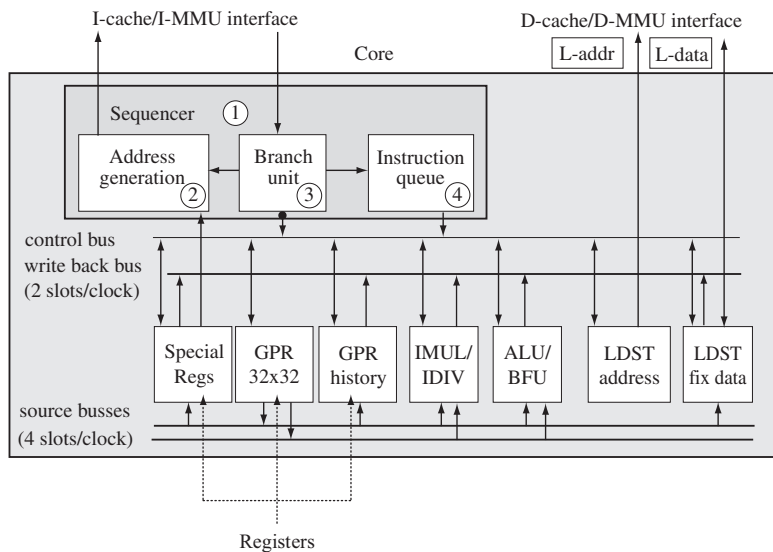 I-cache/I-MMU interface
D-cache/D-MMU interface
Core
L-addr
L-data
Sequencer
1
Address
generation
2
Branch
unit
3
Instruction
queue
4
control bus
write back bus
(2 slots/clock)
Special
Regs
GPR
32x32
GPR
history
IMUL/
IDIV
ALU/
BFU
LDST
address
LDST
fix data
source busses
(4 slots/clock)
Registers